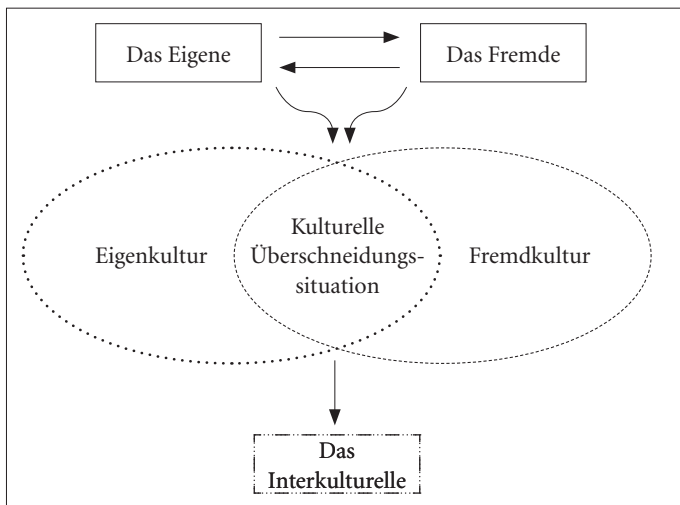 Das Eigene
Das Fremde
Eigenkultur
Kulturelle
Überschneidungs-
situation
Fremdkultur
Das
Interkulturelle